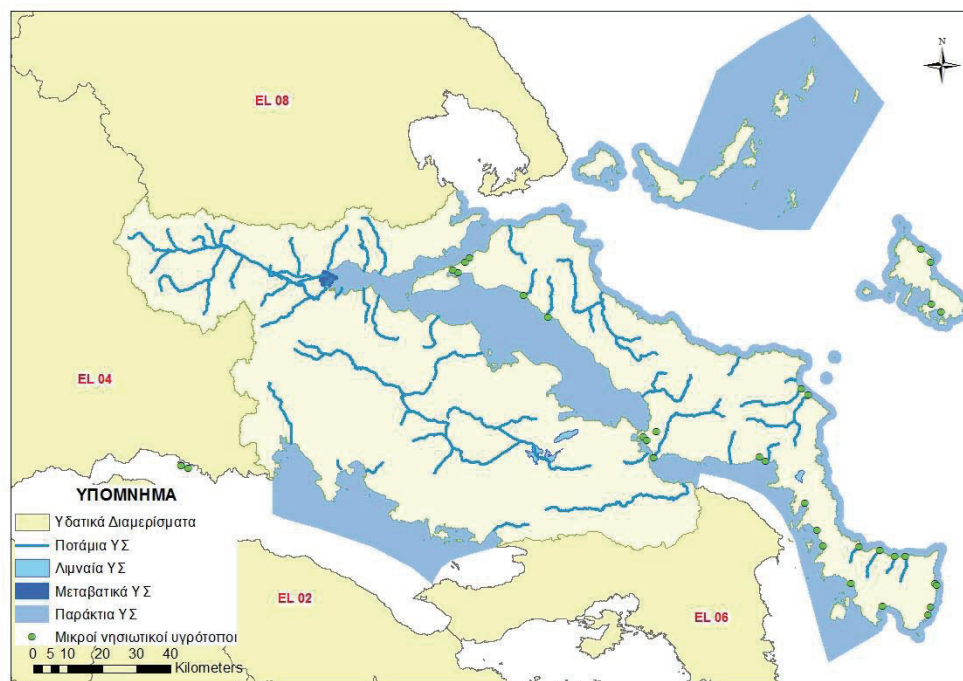 N
EL 08
EL 04
ΥΠΟΜΝΗΜΑ
Υδατικά Διαμερίσματα
Ποτάμια ΥΣ
Λιμναία ΥΣ
Μεταβατικά ΥΣ
Παράκτια ΥΣ
Μικροί νησιωτικοί υγρότοποι
0 5 10 20 30 40
Kilometers
EL 02
EL 06